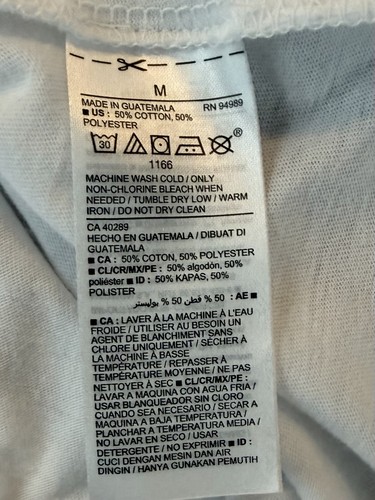 M
MADE IN GUATEMALA RN 94989
■ US : 50% COTTON, 50%
POLYESTER
30 ®
1166
MACHINE WASH COLD / ONLY
NON-CHLORINE BLEACH WHEN
NEEDED / TUMBLE DRY LOW / WARM
IRON / DO NOT DRY CLEAN
CA 40289
HECHO EN GUATEMALA / DIBUAT DI
GUATEMALA
■ CA : 50% COTON, 50% POLYESTER
■ CL/CR/MX/PE : 50% algodón, 50%
poliéster ■ ID : 50% KAPAS, 50%
POLISTER
■ AE : 50 % قطن 50 % بوليستر
■ CA : LAVER À LA MACHINE À L'EAU
FROIDE / UTILISER AU BESOIN UN
AGENT DE BLANCHIMENT SANS
CHLORE UNIQUEMENT / SÉCHER À
LA MACHINE À BASSE
TEMPÉRATURE / REPASSER À
TEMPÉRATURE MOYENNE / NE PAS
NETTOYER À SEC ■ CL/CR/MX/PE :
LAVAR A MAQUINA CON AGUA FRIA /
USAR BLANQUEADOR SIN CLORO
CUANDO SEA NECESARIO / SECAR A
MAQUINA A BAJA TEMPERATURA /
PLANCHAR A TEMPERATURA MEDIA /
NO LAVAR EN SECO / USAR
DETERGENTE / NO EXPRIMIR ■ ID :
CUCI DENGAN MESIN DAN AIR
DINGIN / HANYA GUNAKAN PEMUTIH